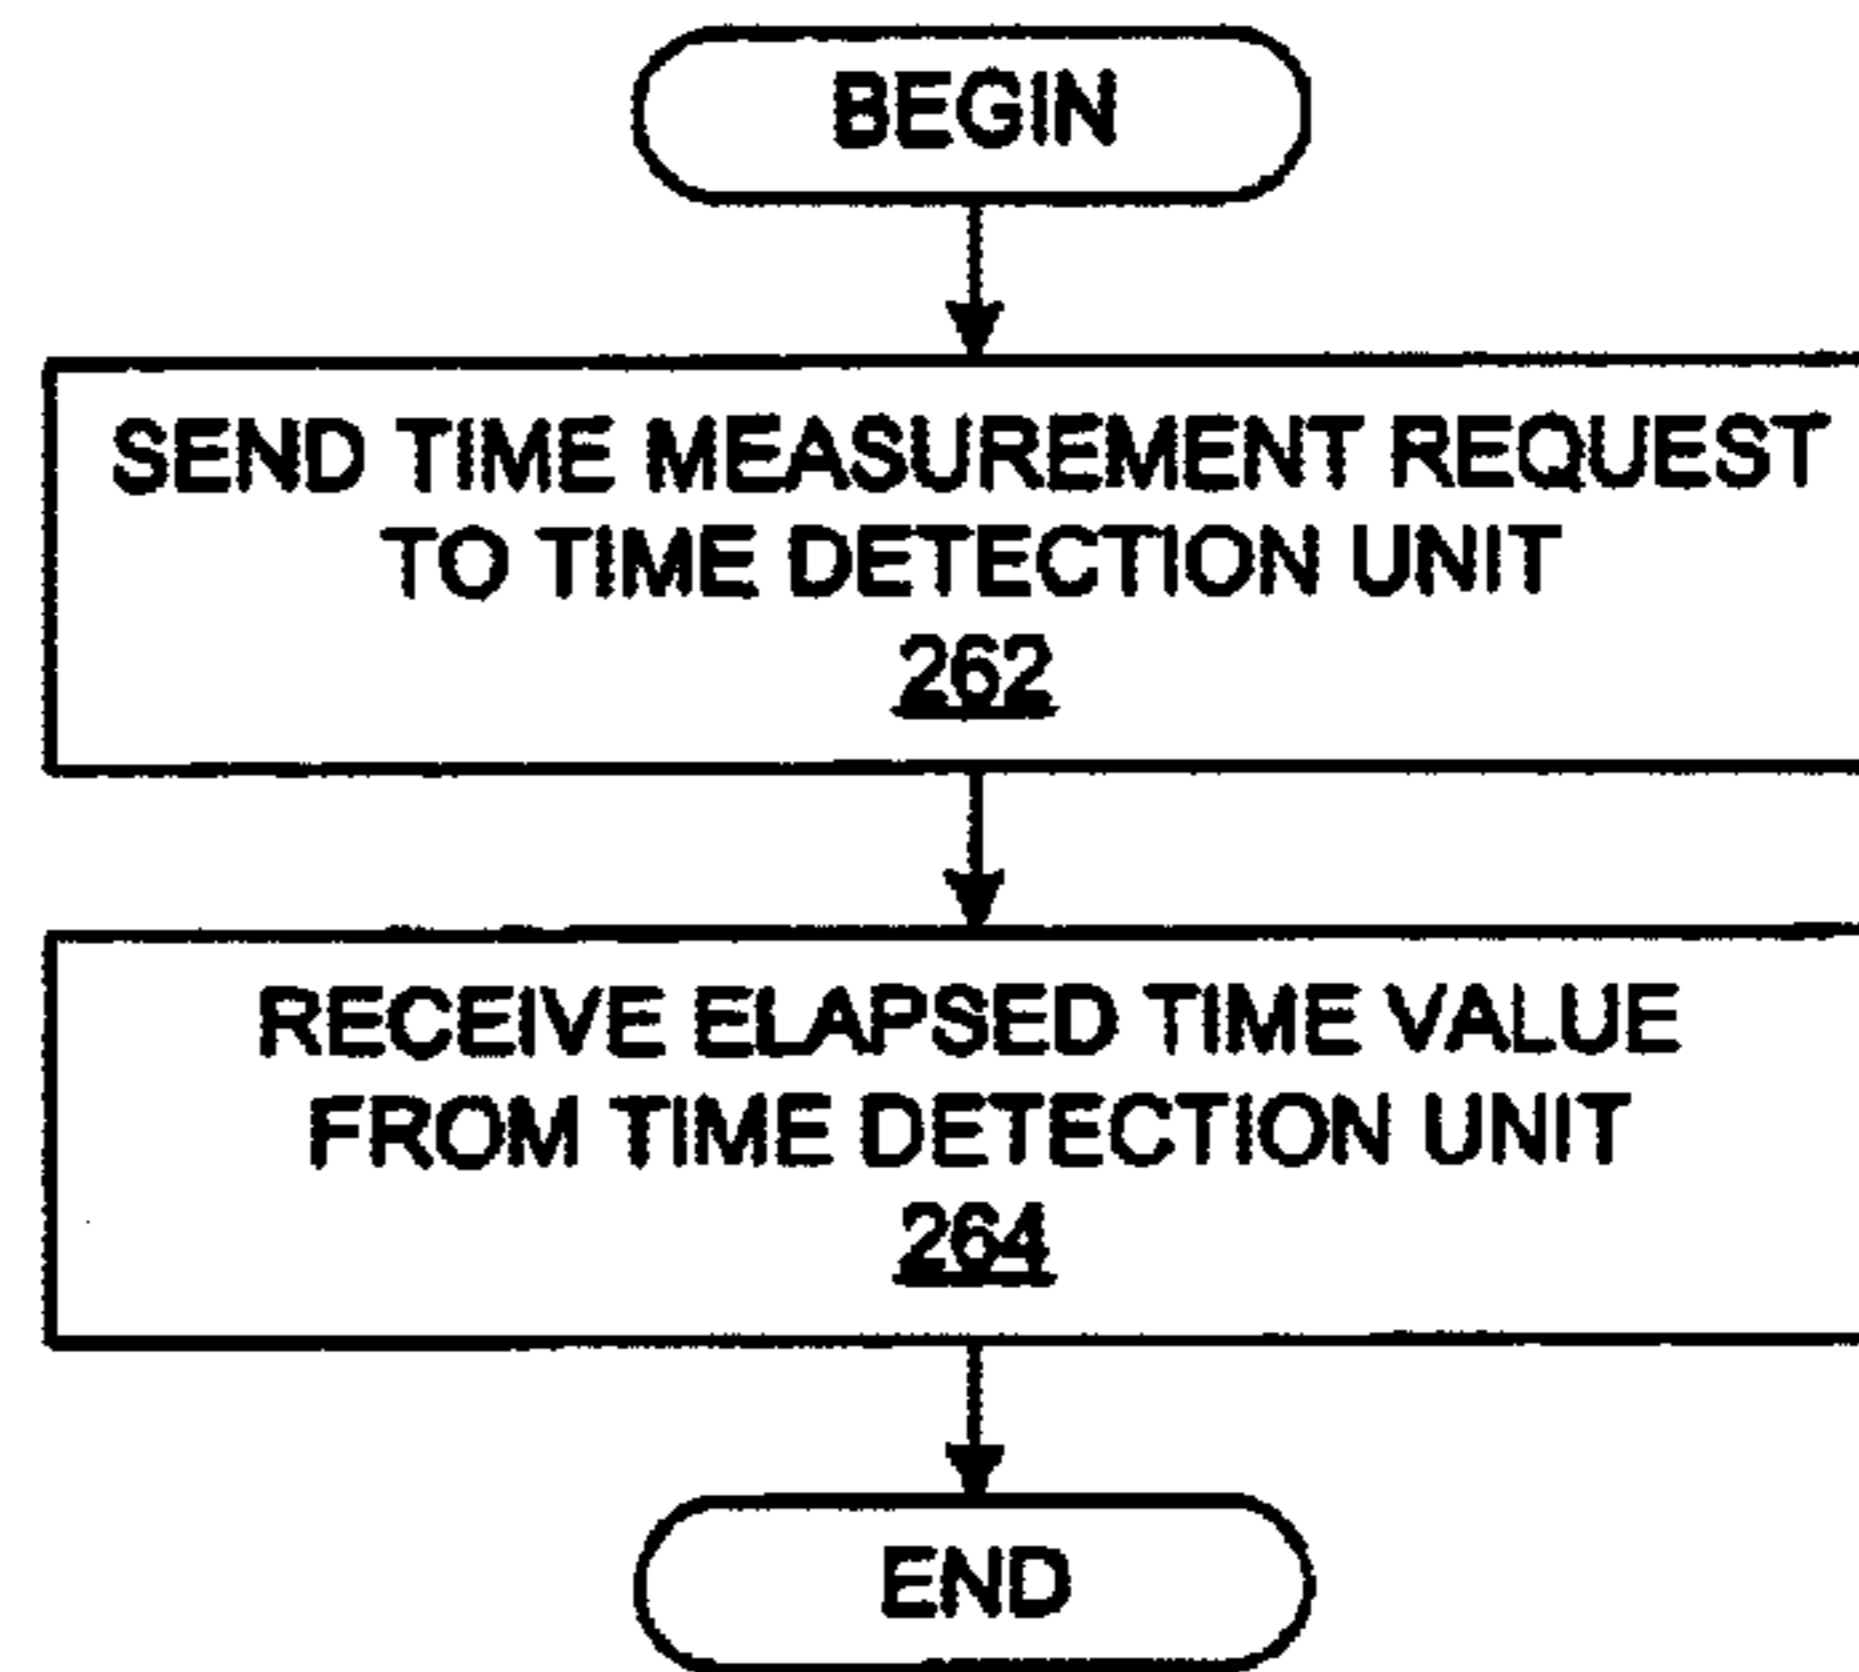 BEGIN
SEND TIME MEASUREMENT REQUEST
TO TIME DETECTION UNIT
262
RECEIVE ELAPSED TIME VALUE
FROM TIME DETECTION UNIT
264
END